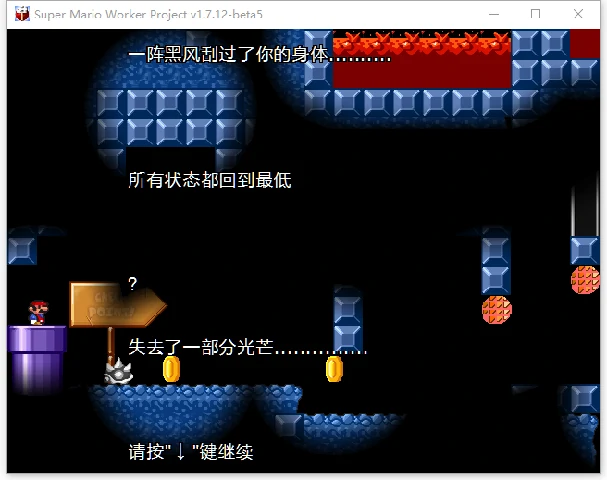 Super Mario Worker Project v1.7.12-beta5
一阵黑风刮过了你的身体..........
所有状态都回到最低
?
失去了一部分光芒...............
请按"↓"键继续